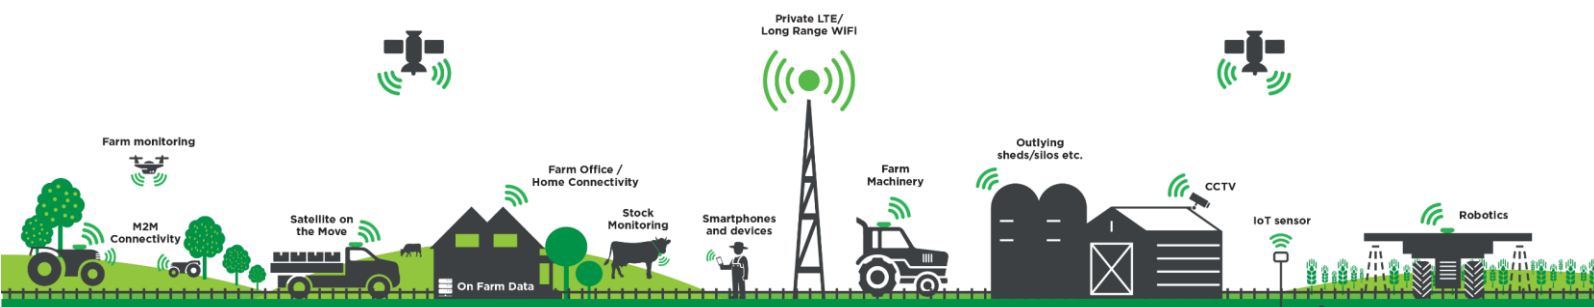 Private LTE/
Long Range WiFi
Farm monitoring
M2M
Connectivity
Satellite on
the Move
Farm Office /
Home Connectivity
On Farm Data
Stock
Monitoring
Smartphones
and devices
Farm
Machinery
Outlying
sheds/silos etc.
CCTV
IoT sensor
Robotics